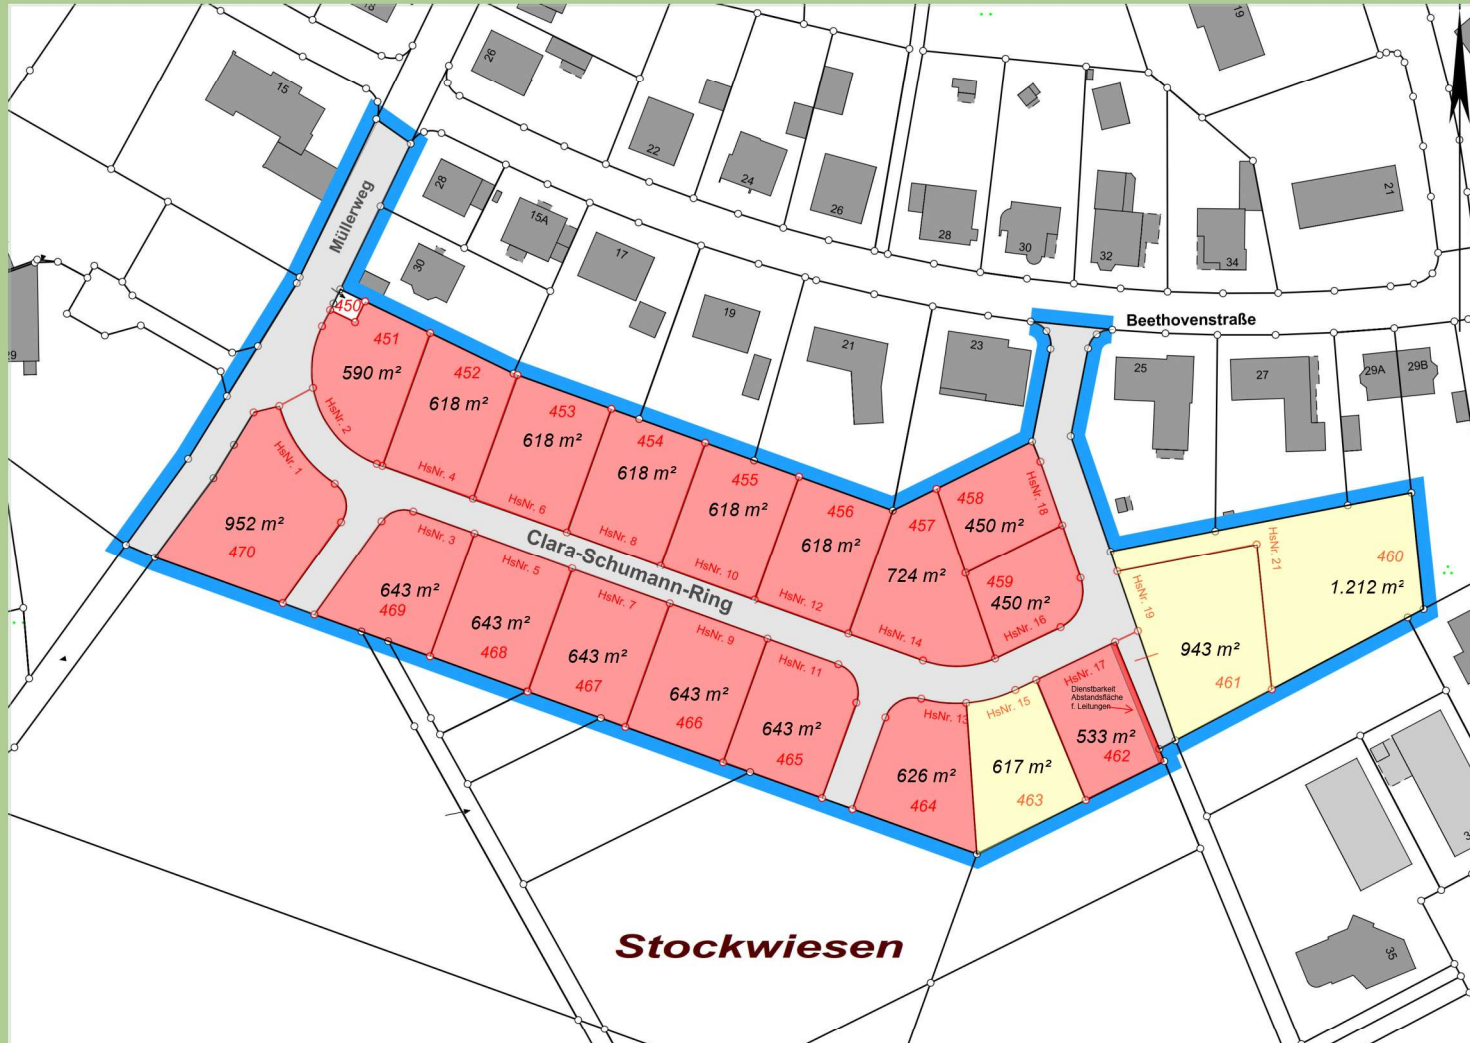 19
26
15
22
24
26
28
28
15A
30
17
19
21
23
30
32
34
21
Müllerweg
Beethovenstraße
25
27
29A
29B
29
450
451
590 m²
HsNr. 2
452
618 m²
HsNr. 4
453
618 m²
HsNr. 6
454
618 m²
HsNr. 8
455
618 m²
HsNr. 10
456
618 m²
HsNr. 12
457
724 m²
HsNr. 14
458
450 m²
HsNr. 18
459
450 m²
HsNr. 16
460
1.212 m²
HsNr. 21
HsNr. 19
943 m²
461
HsNr. 1
952 m²
470
Clara-Schumann-Ring
HsNr. 3
643 m²
469
HsNr. 5
643 m²
468
HsNr. 7
643 m²
467
HsNr. 9
643 m²
466
HsNr. 11
643 m²
465
HsNr. 13
626 m²
464
HsNr. 15
617 m²
463
HsNr. 17
Dienstbarkeit
Abstandsfläche
f. Leitungen
533 m²
462
Stockwiesen
35